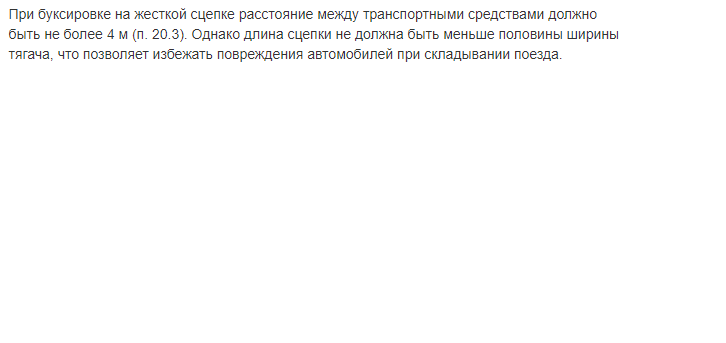 При буксировке на жесткой сцепке расстояние между транспортными средствами должно
быть не более 4 м (п. 20.3). Однако длина сцепки не должна быть меньше половины ширины
тягача, что позволяет избежать повреждения автомобилей при складывании поезда.